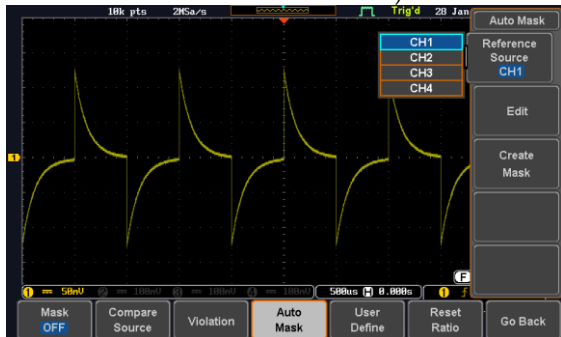 10k pts 2MSa/s Trig'd 28 Jan
Auto Mask
CH1
CH2
CH3
CH4
Reference
Source
CH1
Edit
Create
Mask
1
F
1 50mV 2 100mV 3 100mV 4 100mV 500us H 0.000s 1
Mask
OFF
Compare
Source
Violation
Auto
Mask
User
Define
Reset
Ratio
Go Back